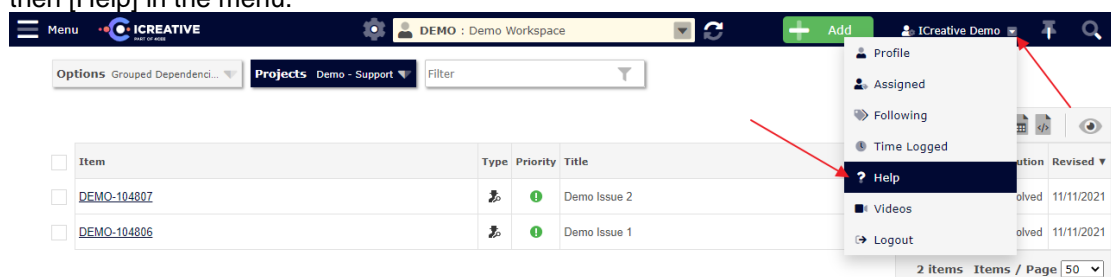 then [Help] in the menu.
Menu ICREATIVE PART OF AGEE DEMO : Demo Workspace Add ICreative Demo
Profile
Options Grouped Dependenci... Projects Demo - Support Filter
Assigned
Following
Time Logged
Item Type Priority Title ution Revised
Help
DEMO-104807 Demo Issue 2 olved 11/11/2021
Videos
DEMO-104806 Demo Issue 1 olved 11/11/2021
Logout
2 items Items / Page 50